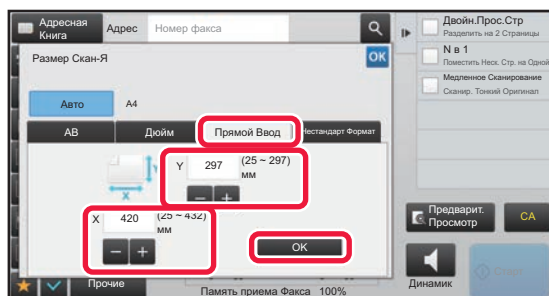 Адресная
Книга
Адрес
Номер факса
Двойн.Прос.Стр
Разделить на 2 Страницы
N в 1
Поместить Неск. Стр. на Одной
Медленное Сканирование
Сканир. Тонкий Оригинал
Размер Скан-Я
OK
Авто
A4
AB
Дюйм
Прямой Ввод
Нестандарт Формат
Y
297
(25 ~ 297)
мм
Y
X
X
420
(25 ~ 432)
мм
OK
Предварит.
Просмотр
CA
Прочие
Память приема Факса 100%
Динамик
Старт